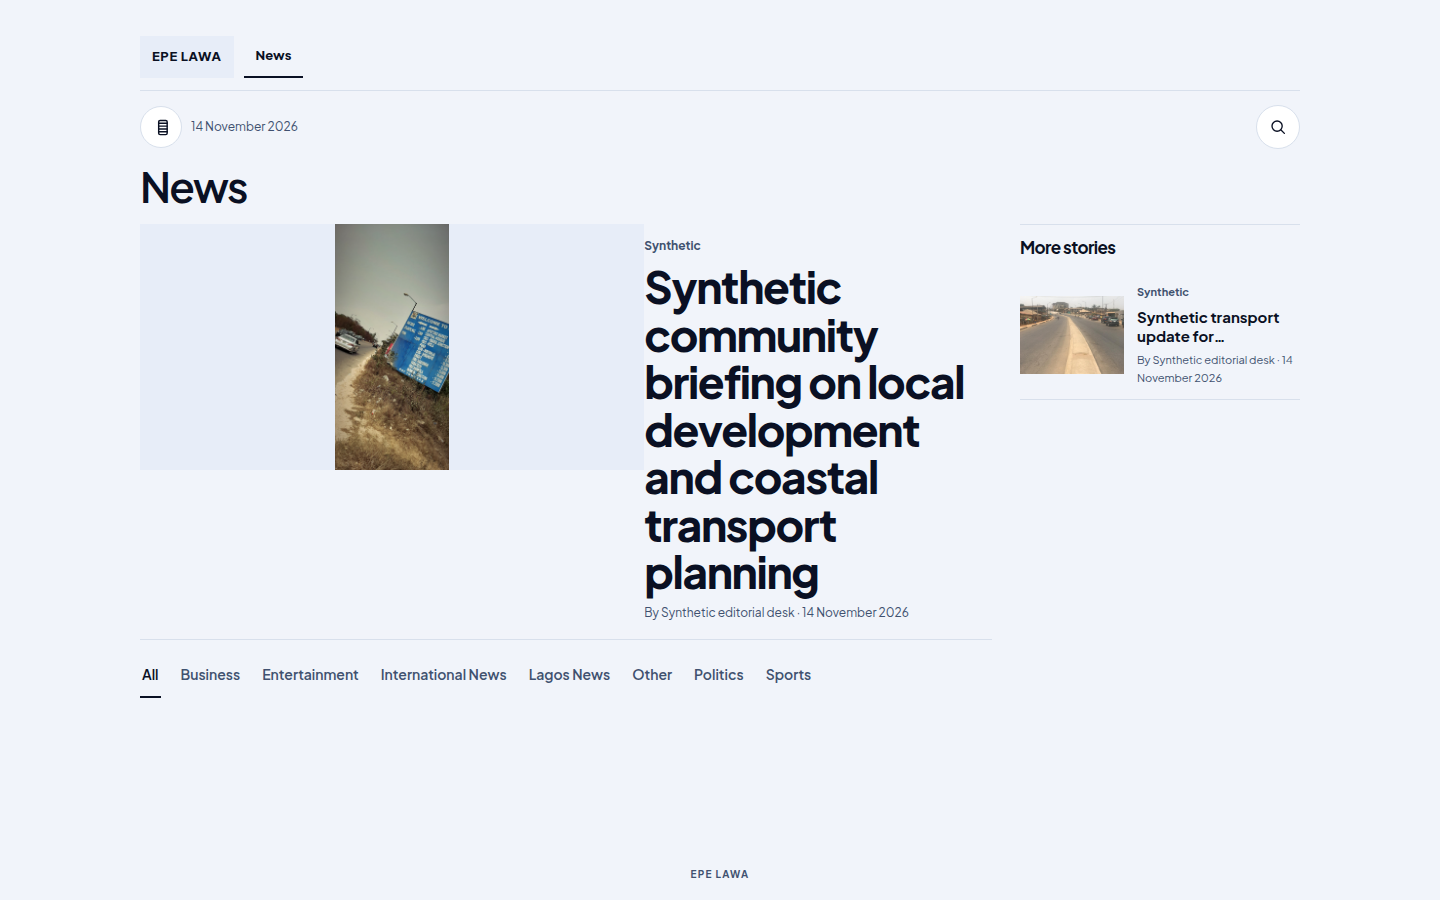 EPE LAWA
News
14 November 2026
News
WELCOME TO
Synthetic
Synthetic
community
briefing on local
development
and coastal
transport
planning
By Synthetic editorial desk · 14 November 2026
More stories
Synthetic
Synthetic transport
update for…
By Synthetic editorial desk · 14
November 2026
All Business Entertainment International News Lagos News Other Politics Sports
EPE LAWA